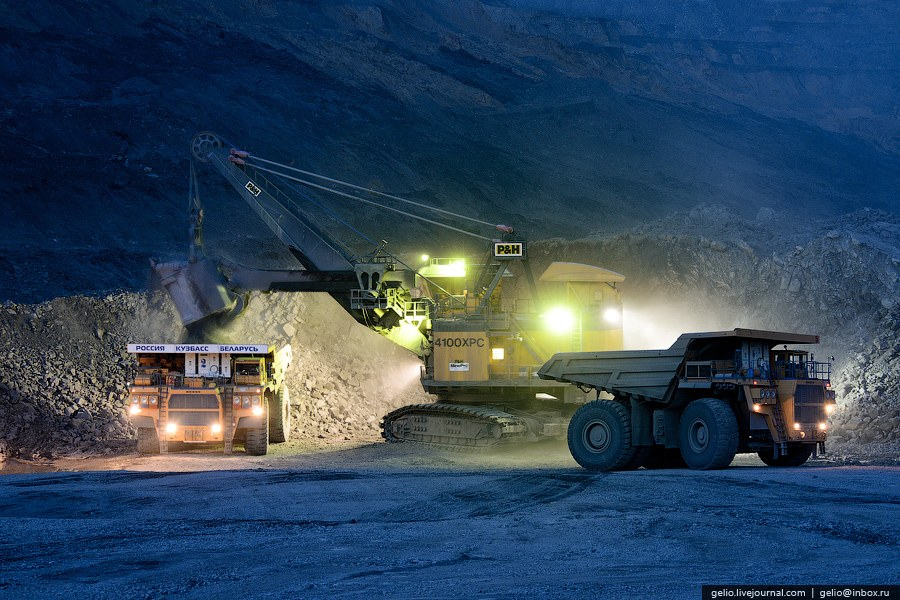 P&H
P&H
4100XPC
РОССИЯ КУЗБАСС БЕЛАРУСЬ
gelio.livejournal.com | gelio@inbox.ru